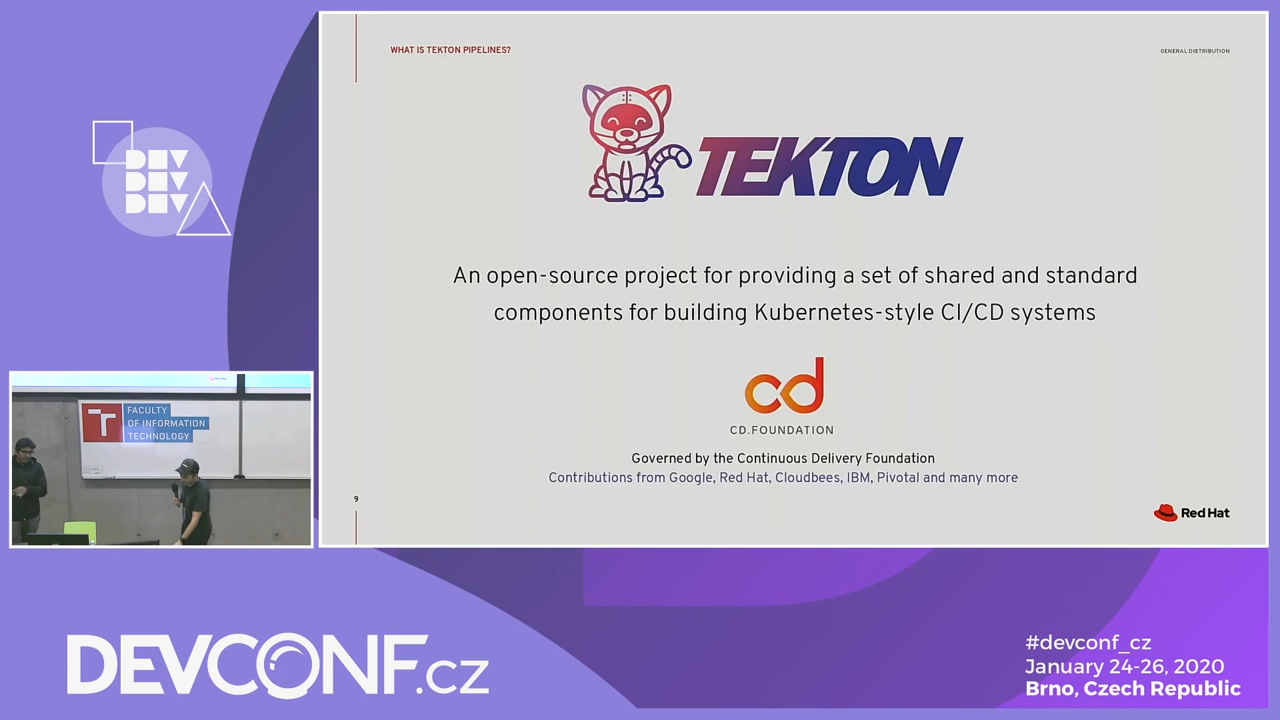 WHAT IS TEKTON PIPELINES?
GENERAL DISTRIBUTION
TEKTON
An open-source project for providing a set of shared and standard
components for building Kubernetes-style CI/CD systems
cd
CD.FOUNDATION
Governed by the Continuous Delivery Foundation
Contributions from Google, Red Hat, Cloudbees, IBM, Pivotal and many more
9
Red Hat
DEV
DEV
DEV
T
FACULTY
OF INFORMATION
TECHNOLOGY
DEVCONF.cz
#devconf_cz
January 24-26, 2020
Brno, Czech Republic